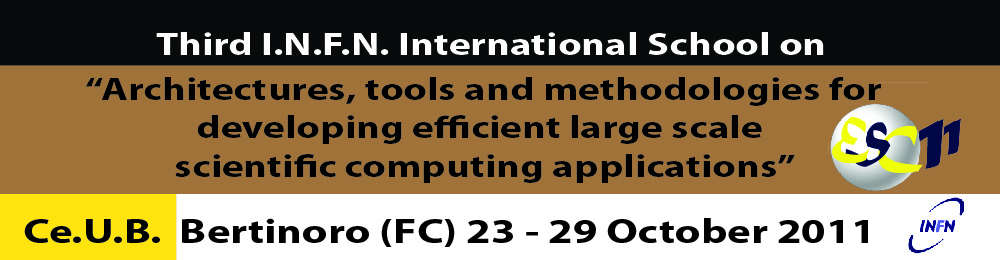 Third I.N.F.N. International School on
“Architectures, tools and methodologies for
developing efficient large scale
scientific computing applications”
ESC11
Ce.U.B. Bertinoro (FC) 23 - 29 October 2011
INFN